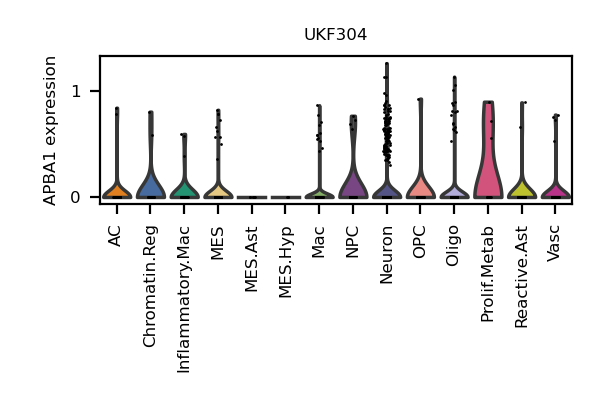 UKF304
APBA1 expression
1
0
AC
Chromatin.Reg
Inflammatory.Mac
MES
MES.Ast
MES.Hyp
Mac
NPC
Neuron
OPC
Oligo
Prolif.Metab
Reactive.Ast
Vasc